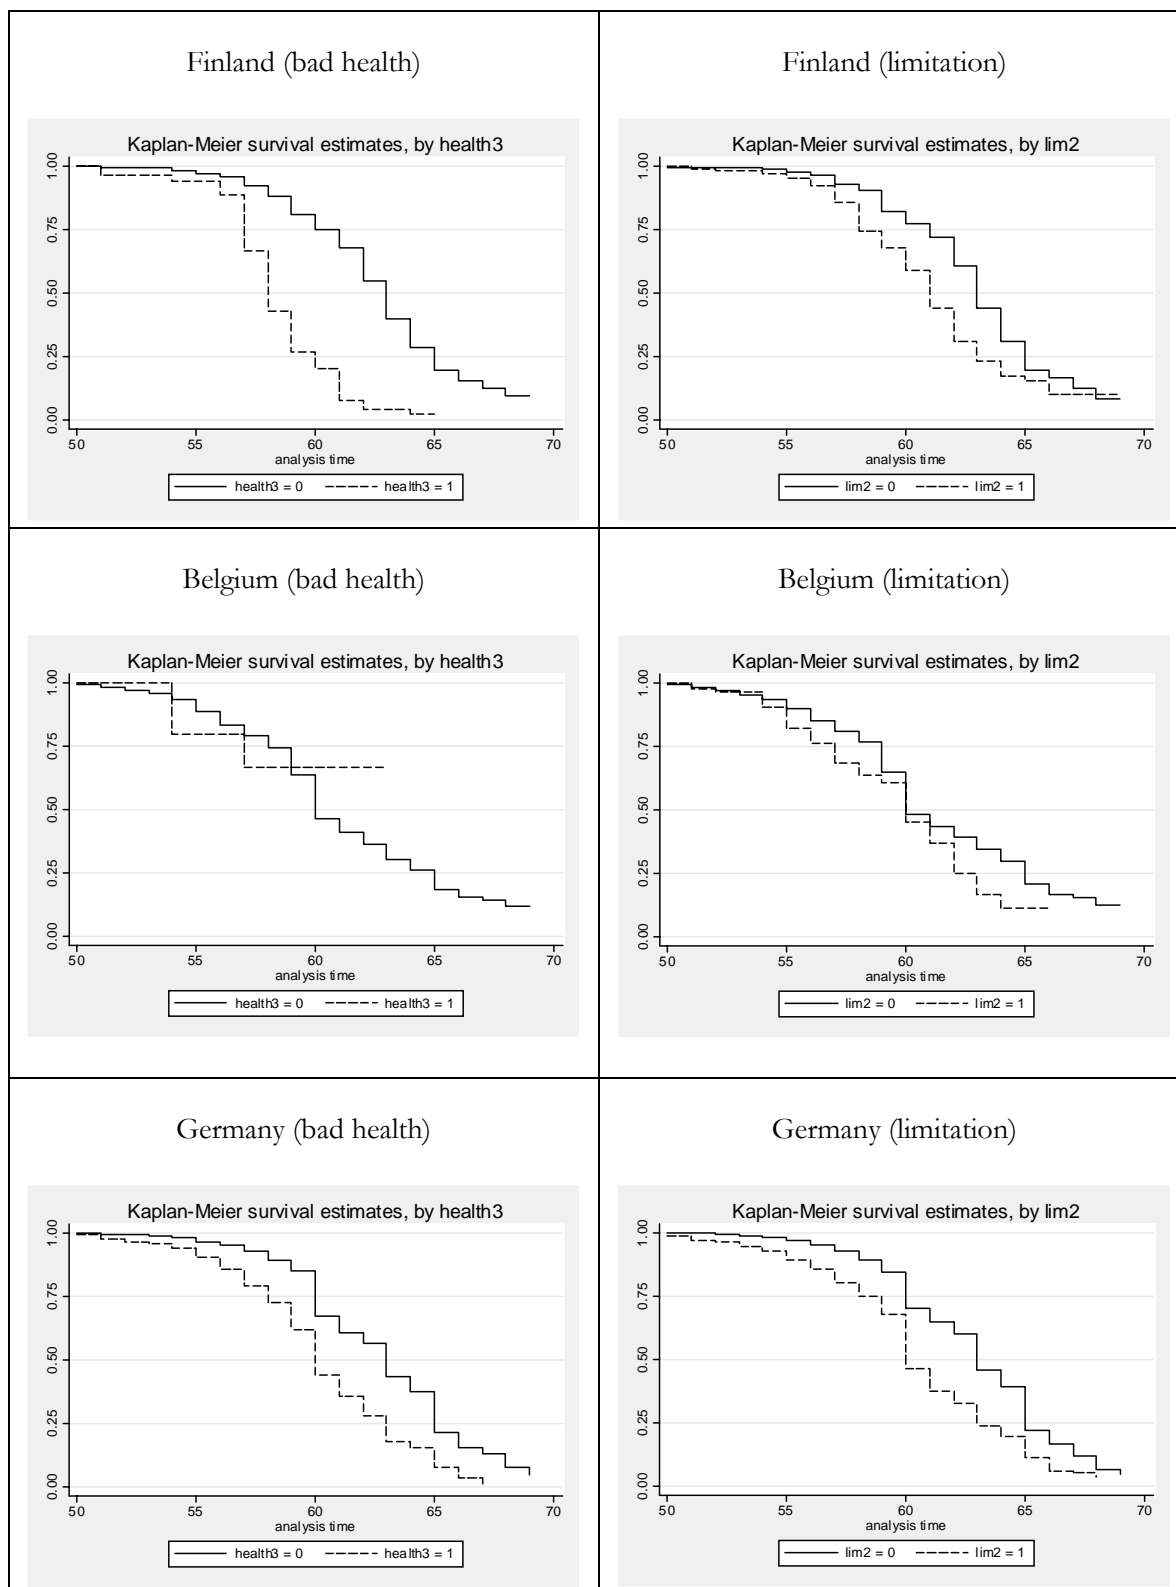 Finland (bad health)
Kaplan-Meier survival estimates, by health3
1.00
0.75
0.50
0.25
0.00
50 55 60 65 70
analysis time
health3 = 0 health3 = 1
Finland (limitation)
Kaplan-Meier survival estimates, by lim2
1.00
0.75
0.50
0.25
0.00
50 55 60 65 70
analysis time
lim2 = 0 lim2 = 1
Belgium (bad health)
Kaplan-Meier survival estimates, by health3
1.00
0.75
0.50
0.25
0.00
50 55 60 65 70
analysis time
health3 = 0 health3 = 1
Belgium (limitation)
Kaplan-Meier survival estimates, by lim2
1.00
0.75
0.50
0.25
0.00
50 55 60 65 70
analysis time
lim2 = 0 lim2 = 1
Germany (bad health)
Kaplan-Meier survival estimates, by health3
1.00
0.75
0.50
0.25
0.00
50 55 60 65 70
analysis time
health3 = 0 health3 = 1
Germany (limitation)
Kaplan-Meier survival estimates, by lim2
1.00
0.75
0.50
0.25
0.00
50 55 60 65 70
analysis time
lim2 = 0 lim2 = 1